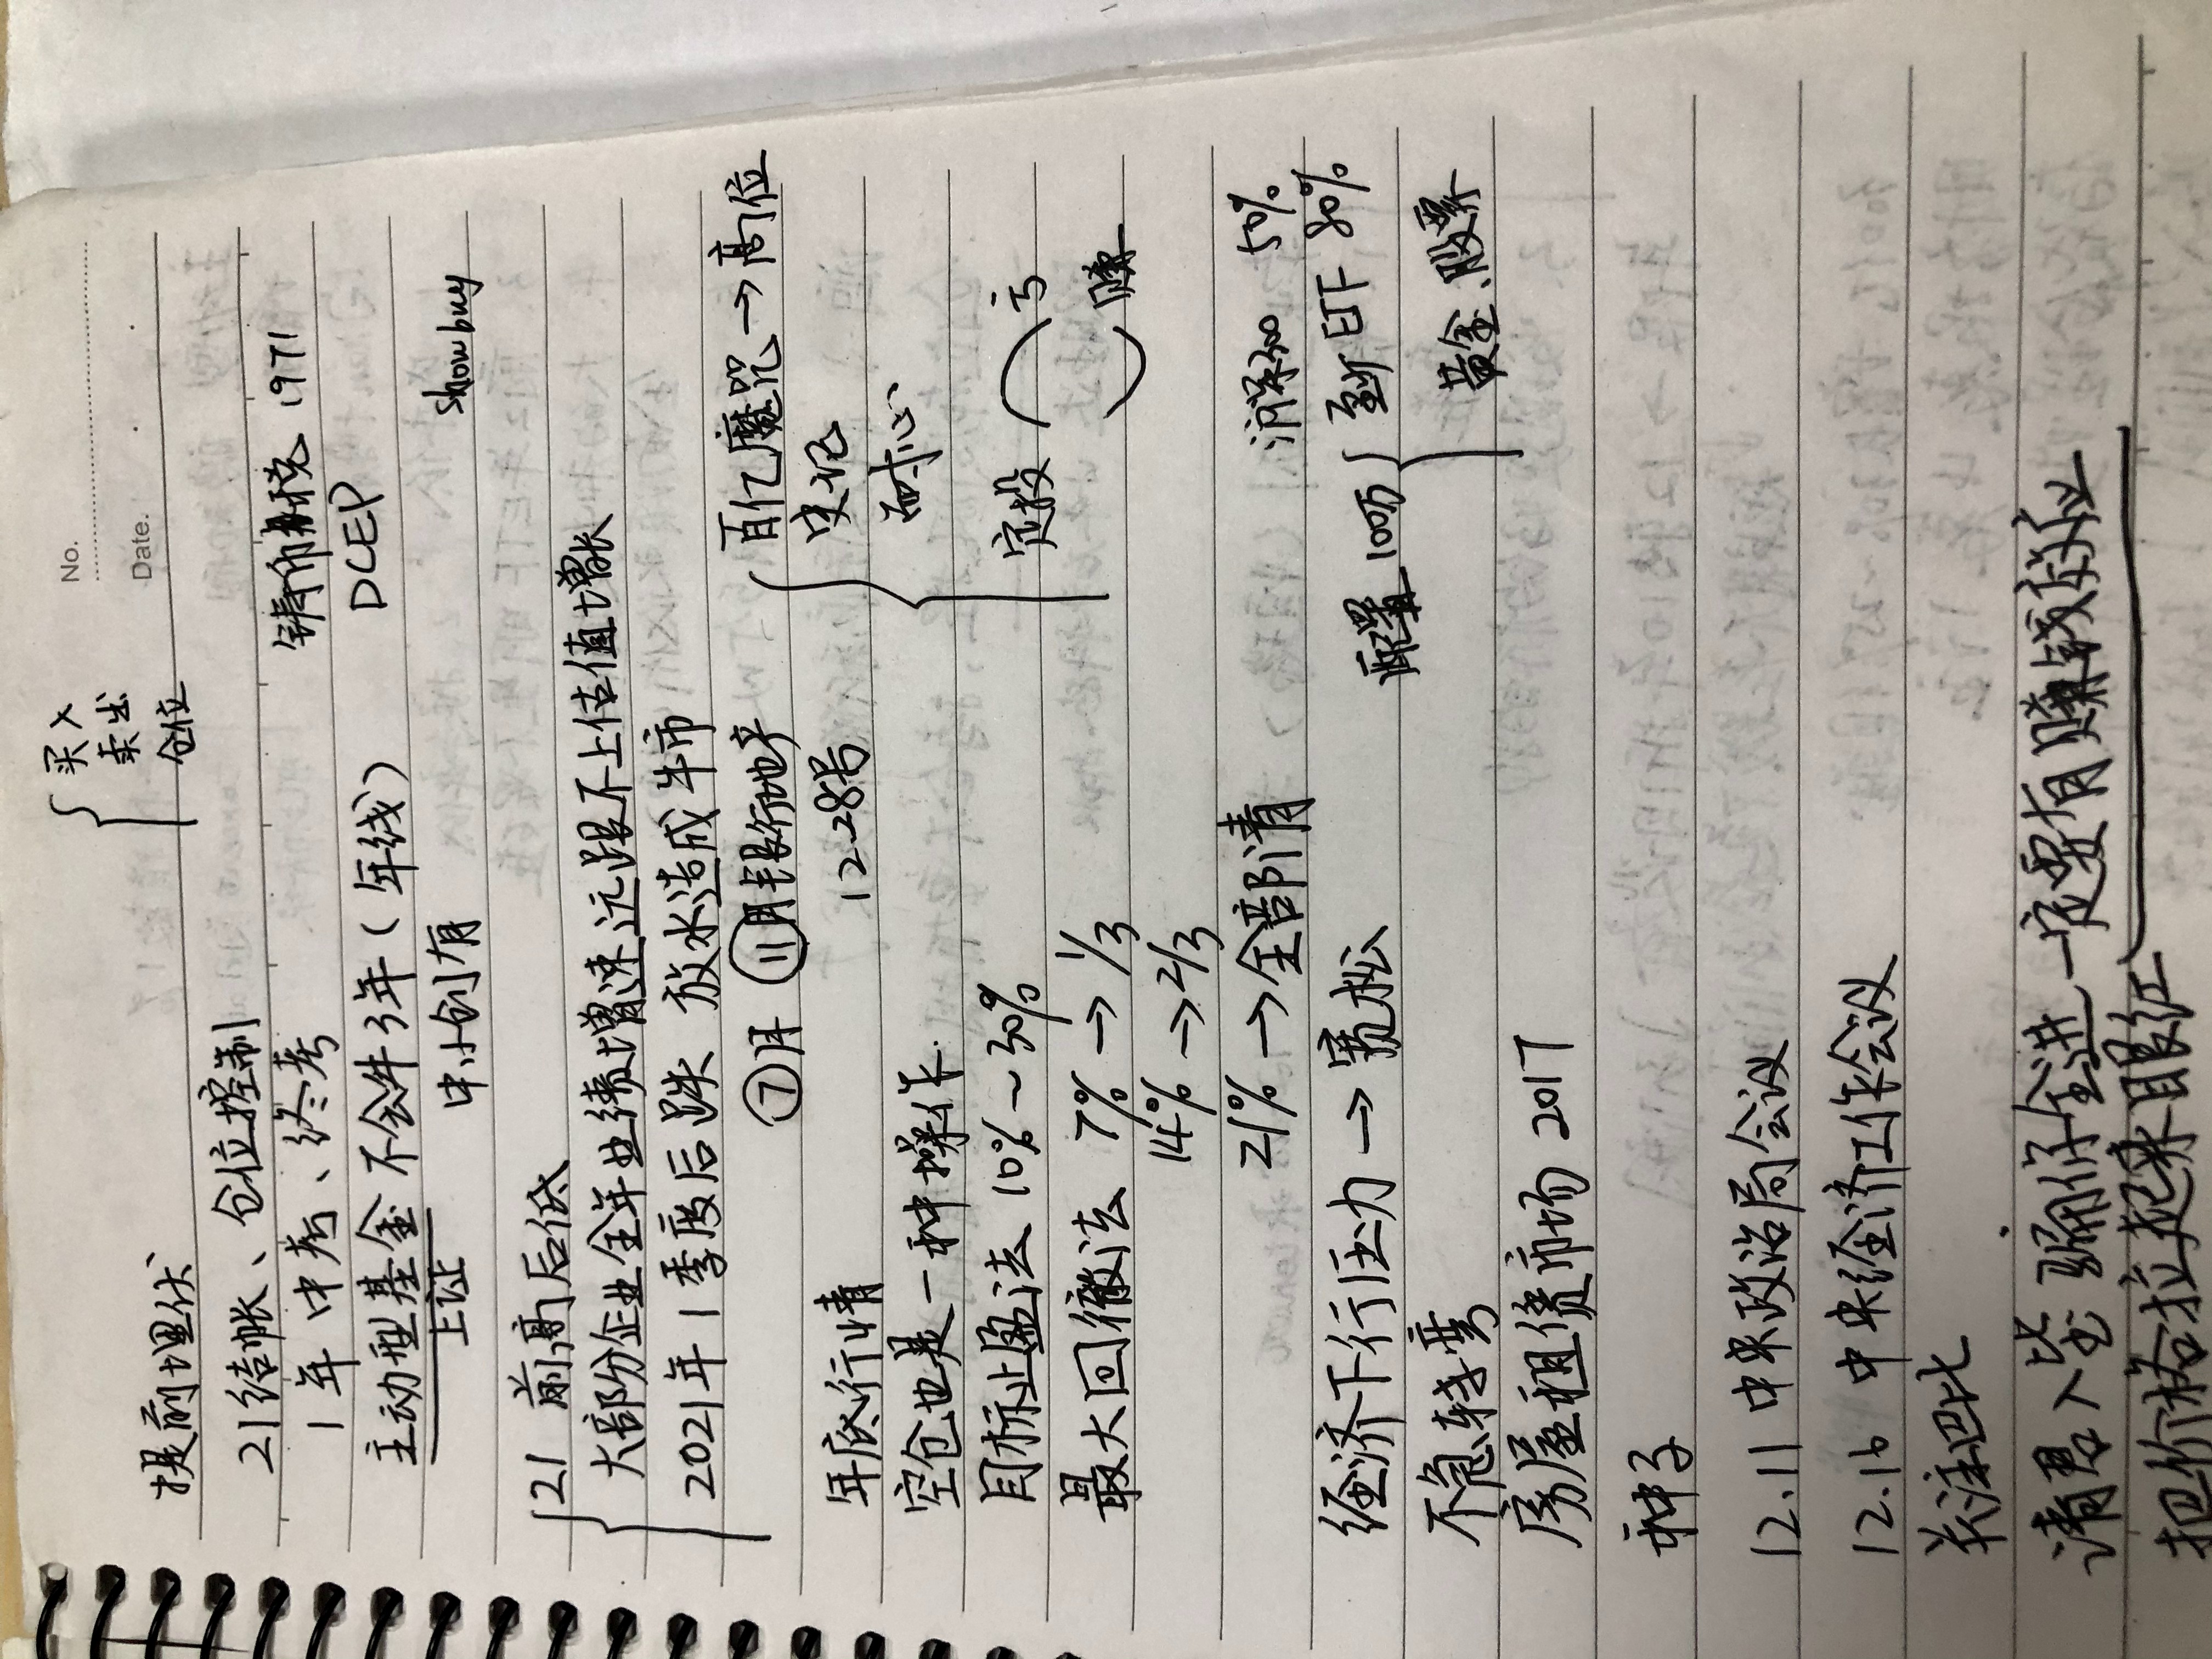 买入
No.
卖出
Date.
仓位
提前埋伏
21结帐、仓位控制
1年 中考、终考
铸币税 1971
主动型基金 不会牛3年(年线)
DCEP
上证 中小创有
showbuy
21 前高后低
大部分企业全年业绩增速远跟不上估值增长
2021年1季度后跌 放水造成牛市
⑦月 ⑪月银行地产
百亿魔咒→高位
年底行情 12.28号
史记
空仓也是一种操作.
耐心
目标止盈法 10%~30%
定投 亏
最大回撤法 7%→1/3
赚
14%→2/3
21%→全部清
沪深300 50%
经济下行压力→宽松
配置100万
ETF 80%
不急转弯
黄金、股票
房屋租赁市场 2017
种子
12.11 中央政治局会议
12.16 中央经济工作会议
关注巴比
请君入 骗你全进 一定要有赚钱效应
把价格拉起来眼红